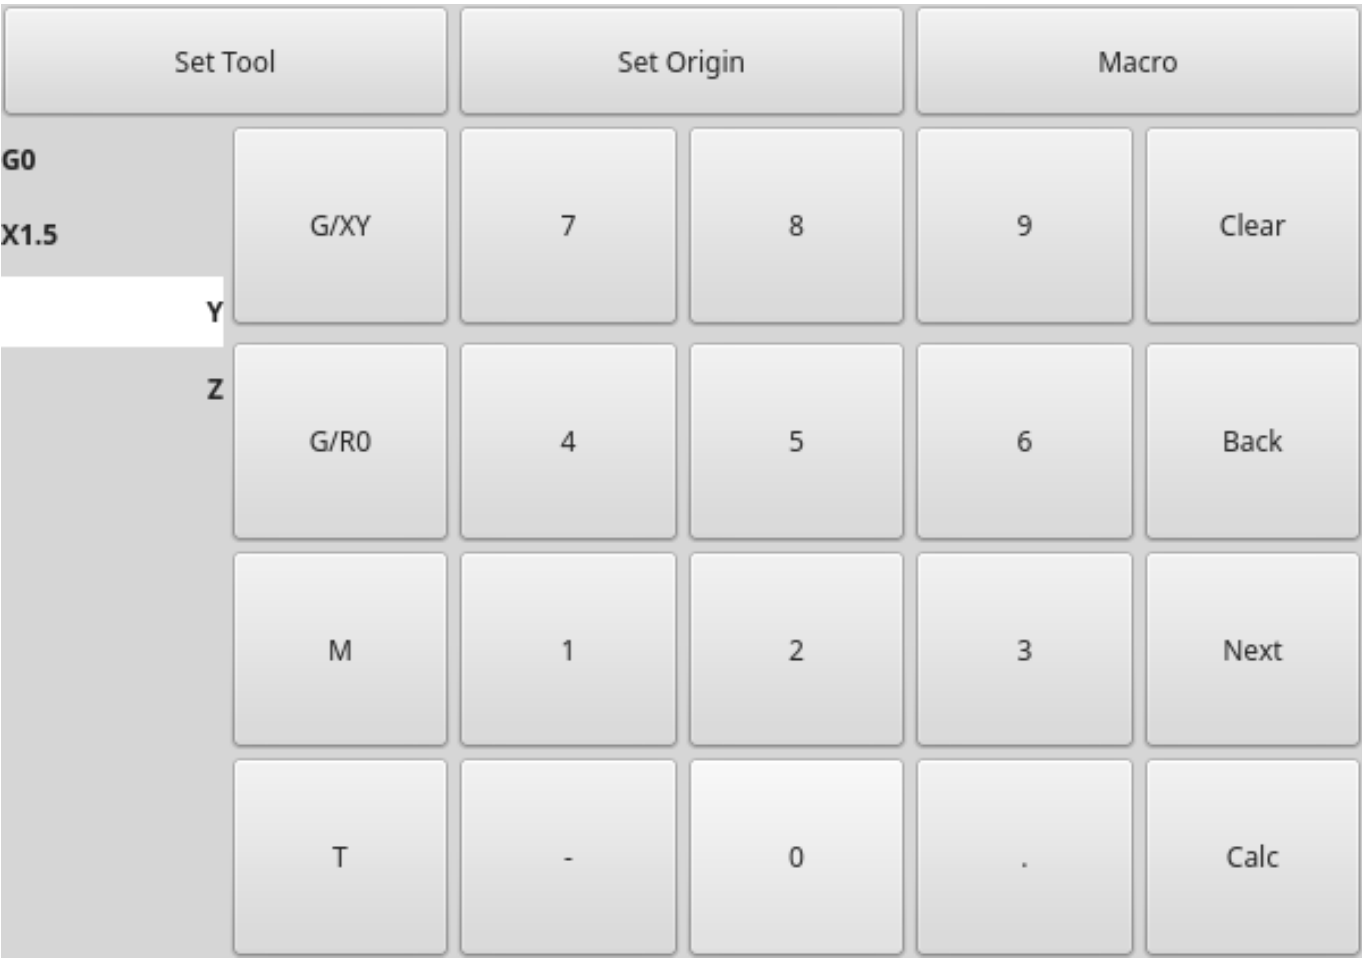 Set Tool Set Origin Macro
G0
X1.5
Y
Z
G/XY 7 8 9 Clear
G/R0 4 5 6 Back
M 1 2 3 Next
T - 0 . Calc